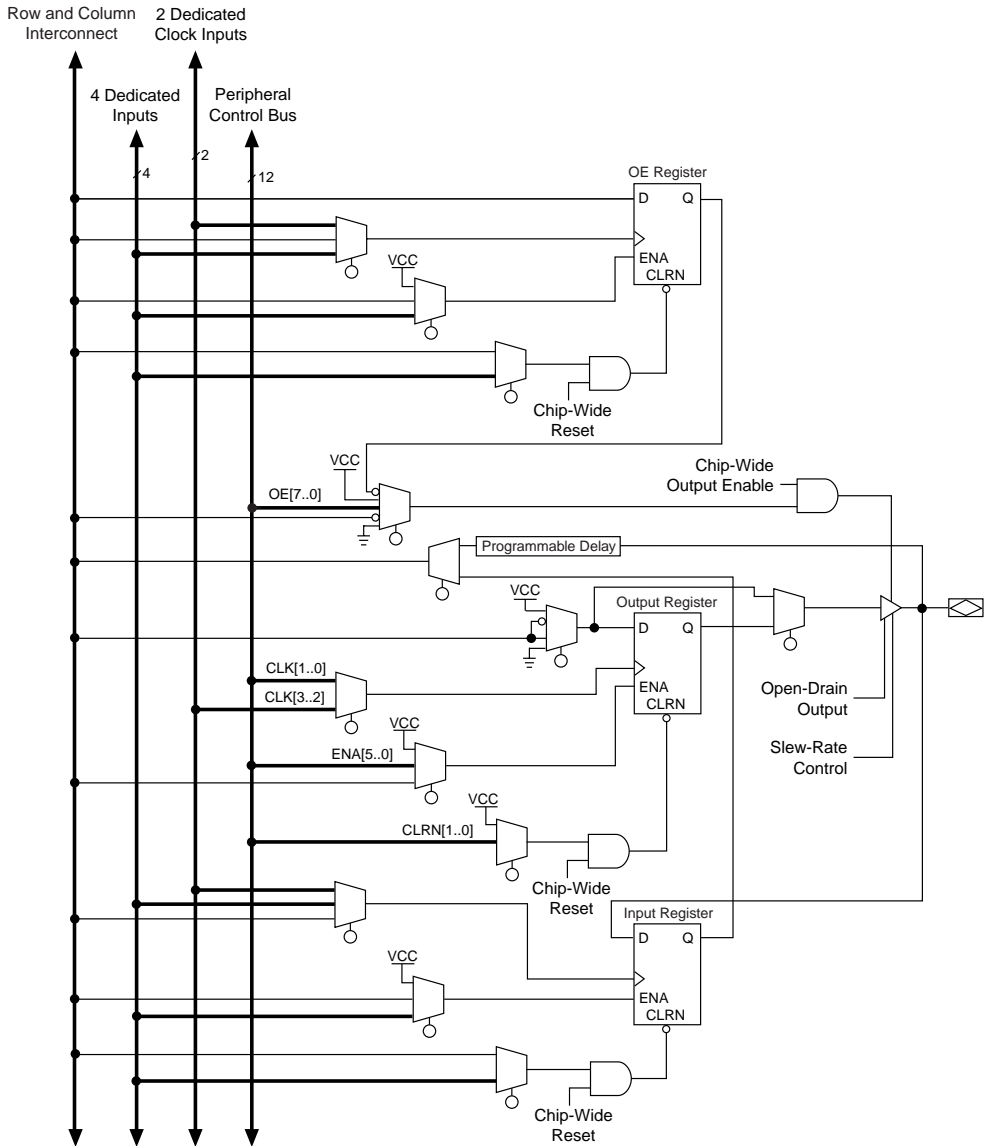 Row and Column
Interconnect
2 Dedicated
Clock Inputs
4 Dedicated
Inputs
Peripheral
Control Bus
2
4
12
OE Register
D Q
ENA
CLRN
VCC
Chip-Wide
Reset
VCC
OE[7..0]
Chip-Wide
Output Enable
Programmable Delay
VCC
Output Register
D Q
ENA
CLRN
CLK[1..0]
CLK[3..2]
VCC
ENA[5..0]
Open-Drain
Output
Slew-Rate
Control
VCC
CLRN[1..0]
Chip-Wide
Reset
Input Register
D Q
ENA
CLRN
VCC
Chip-Wide
Reset